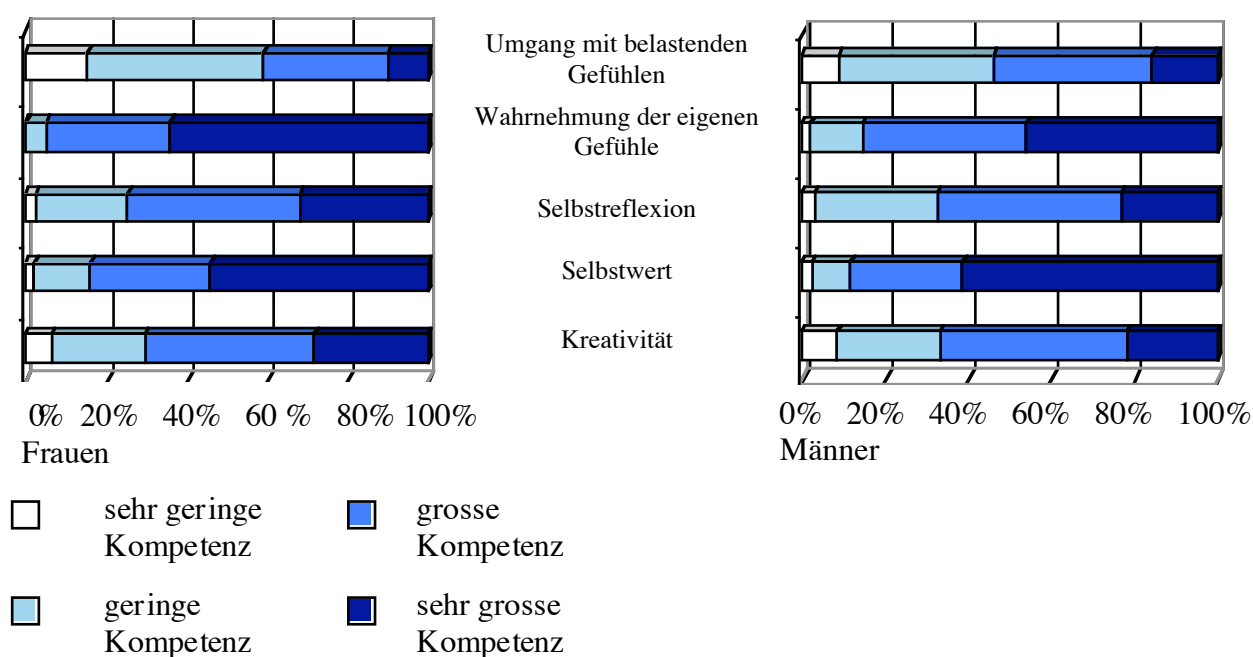 Umgang mit belastenden
Gefühlen
Wahrnehmung der eigenen
Gefühle
Selbstreflexion
Selbstwert
Kreativität
0% 20% 40% 60 % 80% 100%
Frauen
0% 20% 40% 60% 80% 100%
Männer
sehr geringe
Kompetenz
grosse
Kompetenz
geringe
Kompetenz
sehr grosse
Kompetenz